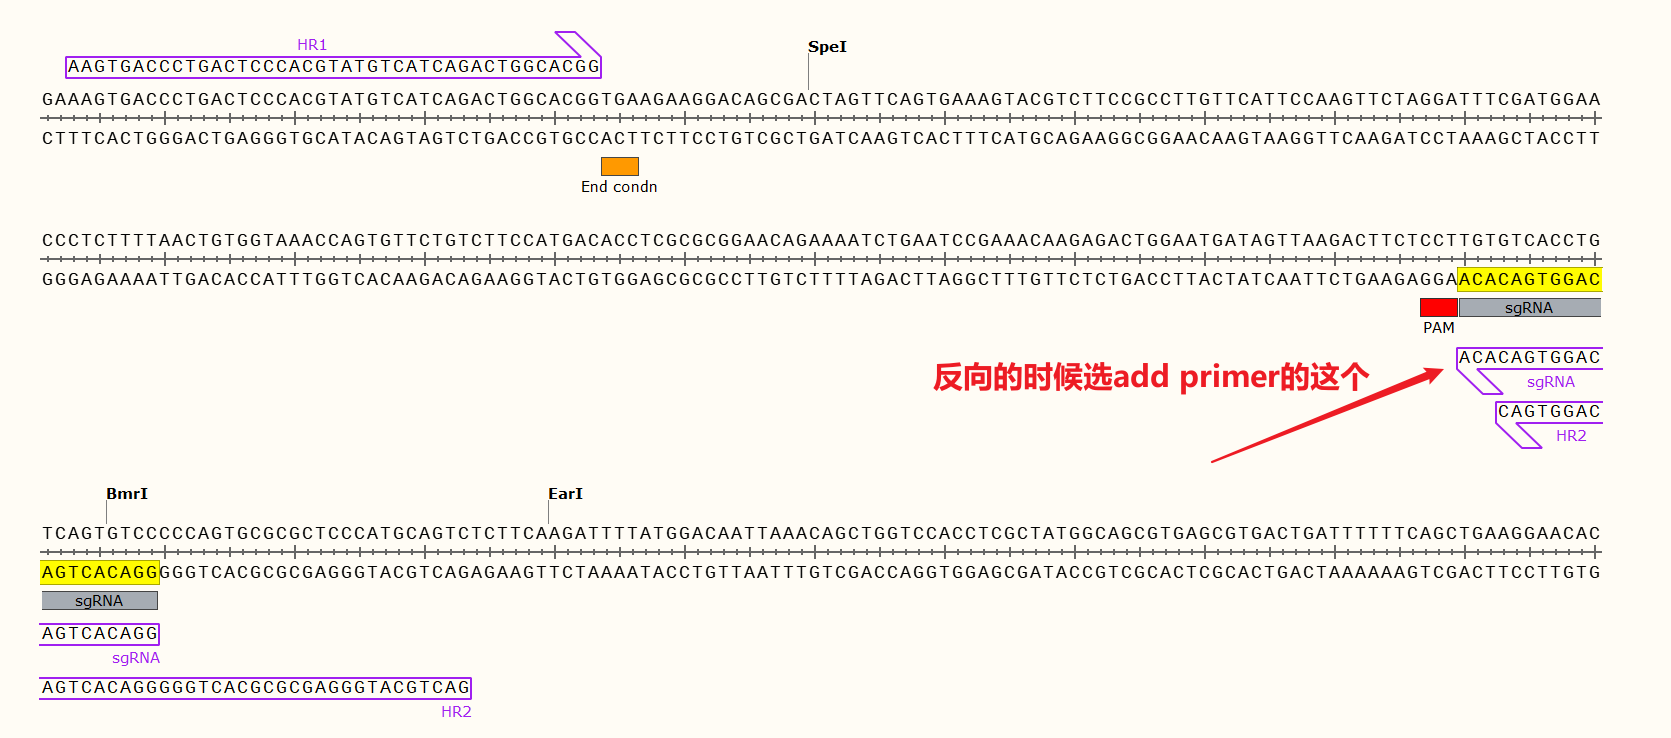 HR1
SpeI
AAGTGACCCTGACTCCCACGTATGTCATCAGACTGGCACGG
GAAAGTGACCCTGACTCCCACGTATGTCATCAGACTGGCACGGTGAAGAAGGACAGCGACTAGTTCAGTGAAAGTACGTCTTCCGCCTTGTTCATTCCAAGTTCTAGGATTTCGATGGAA
CTTTCACTGGGACTGAGGGTGCATACAGTAGTCTGACCGTGCCACTTCTTCCTGTCGCTGATCAAGTCACTTTCATGCAGAAGGCGGAACAAGTAAGGTTCAAGATCCTAAAGCTACCTT
End condn
CCCTCTTTTAACTGTGGTAAACCAGTGTTCTGTCTTCCATGACACCTCGCGCGGAACAGAAAATCTGAATCCGAAACAAGAGACTGGAATGATAGTTAAGACTTCTCCTTGTGTCACCTG
GGGAGAAAATTGACACCATTTGGTCACAAGACAGAAGGTACTGTGGAGCGCGCCTTGTCTTTTAGACTTAGGCTTTGTTCTCTGACCTTACTATCAATTCTGAAGAGGAACACAGTGGAC
sgRNA
PAM
ACACAGTGGAC
反向的时候选add primer的这个
sgRNA
CAGTGGAC
HR2
BmrI EarI
TCAGTGTCCCCCAGTGCGCGCTCCCATGCAGTCTCTTCAAGATTTTATGGACAATTAAACAGCTGGTCCACCTCGCTATGGCAGCGTGAGCGTGACTGATTTTTTCAGCTGAAGGAACAC
AGTCACAGGGGGTCACGCGCGAGGGTACGTCAGAGAAGTTCTAAAATACCTGTTAATTTGTCGACCAGGTGGAGCGATACCGTCGCACTCGCACTGACTAAAAAAGTCGACTTCCTTGTG
sgRNA
AGTCACAGG
sgRNA
AGTCACAGGGGGTCACGCGCGAGGGTACGTCAG
HR2